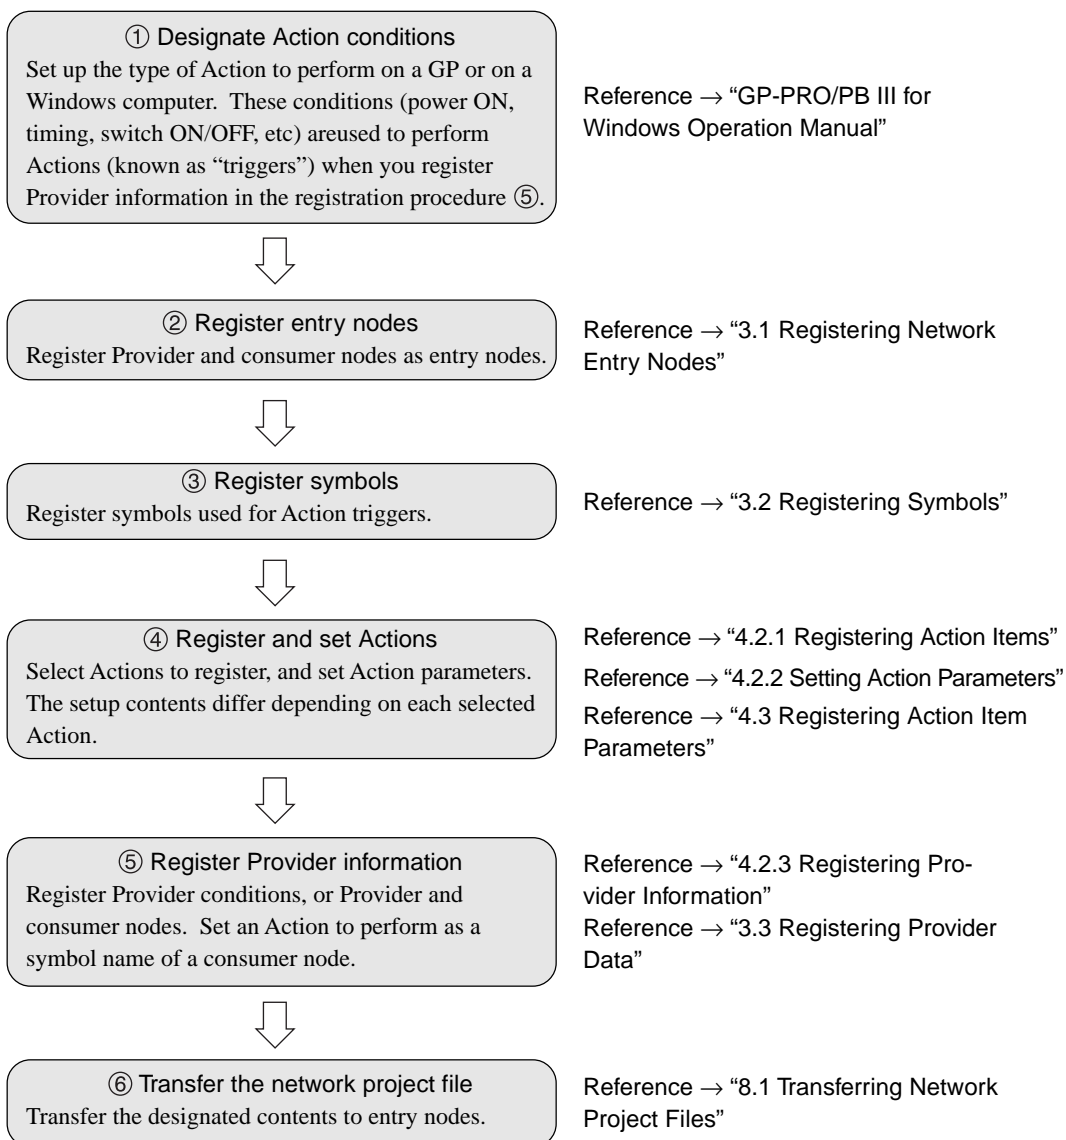 ① Designate Action conditions
Set up the type of Action to perform on a GP or on a
Windows computer.  These conditions (power ON,
timing, switch ON/OFF, etc) areused to perform
Actions (known as “triggers”) when you register
Provider information in the registration procedure ⑤.
Reference → “GP-PRO/PB III for
Windows Operation Manual”
② Register entry nodes
Register Provider and consumer nodes as entry nodes.
Reference → “3.1 Registering Network
Entry Nodes”
③ Register symbols
Register symbols used for Action triggers.
Reference → “3.2 Registering Symbols”
④ Register and set Actions
Select Actions to register, and set Action parameters.
The setup contents differ depending on each selected
Action.
Reference → “4.2.1 Registering Action Items”
Reference → “4.2.2 Setting Action Parameters”
Reference → “4.3 Registering Action Item
Parameters”
⑤ Register Provider information
Register Provider conditions, or Provider and
consumer nodes.  Set an Action to perform as a
symbol name of a consumer node.
Reference → “4.2.3 Registering Pro-
vider Information”
Reference → “3.3 Registering Provider
Data”
⑥ Transfer the network project file
Transfer the designated contents to entry nodes.
Reference → “8.1 Transferring Network
Project Files”